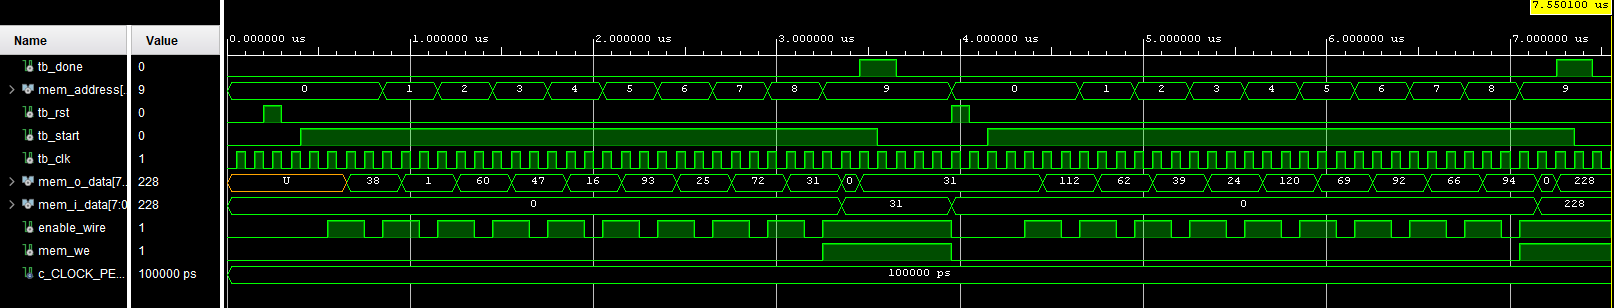 7.550100 us
Name Value 0.000000 us 1.000000 us 2.000000 us 3.000000 us 4.000000 us 5.000000 us 6.000000 us 7.000000 us
tb_done 0
mem_address[... 9 0 1 2 3 4 5 6 7 8 9 0 1 2 3 4 5 6 7 8 9
tb_rst 0
tb_start 0
tb_clk 1
mem_o_data[7... 228 U 38 1 60 47 16 93 25 72 31 0 31 112 62 39 24 120 69 92 66 94 0 228
mem_i_data[7:0 228 0 31 0 228
enable_wire 1
mem_we 1
c_CLOCK_PE... 100000 ps 100000 ps